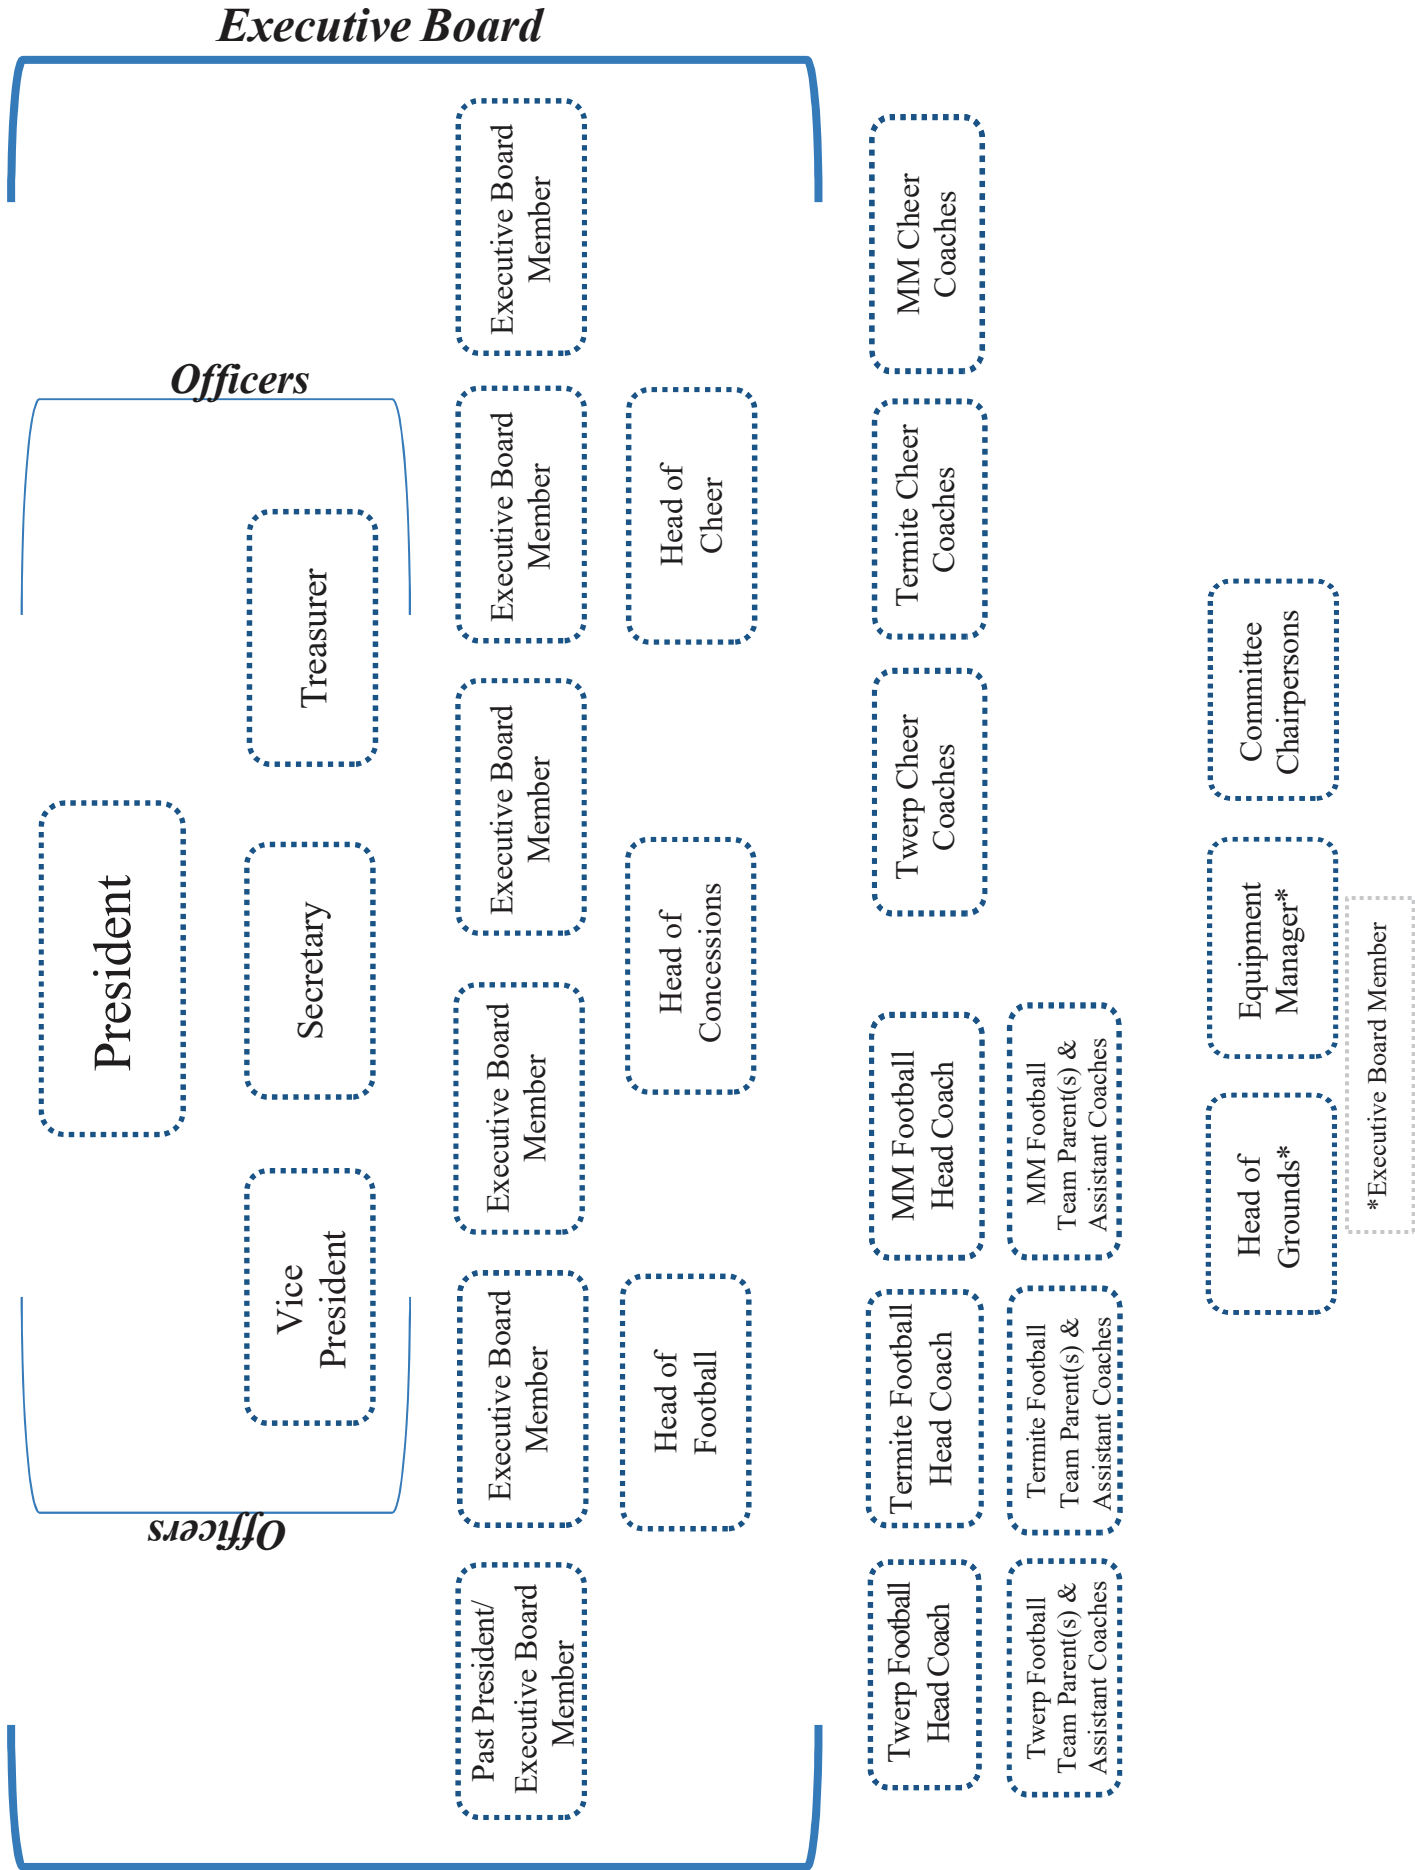 Executive Board
Officers
Officers
President
Vice
President
Secretary
Treasurer
Past President/
Executive Board
Member
Executive Board
Member
Executive Board
Member
Executive Board
Member
Executive Board
Member
Executive Board
Member
Head of
Football
Head of
Concessions
Head of
Cheer
Twerp Football
Head Coach
Termite Football
Head Coach
MM Football
Head Coach
Twerp Cheer
Coaches
Termite Cheer
Coaches
MM Cheer
Coaches
Twerp Football
Team Parent(s) &
Assistant Coaches
Termite Football
Team Parent(s) &
Assistant Coaches
MM Football
Team Parent(s) &
Assistant Coaches
Head of
Grounds*
Equipment
Manager*
Committee
Chairpersons
*Executive Board Member